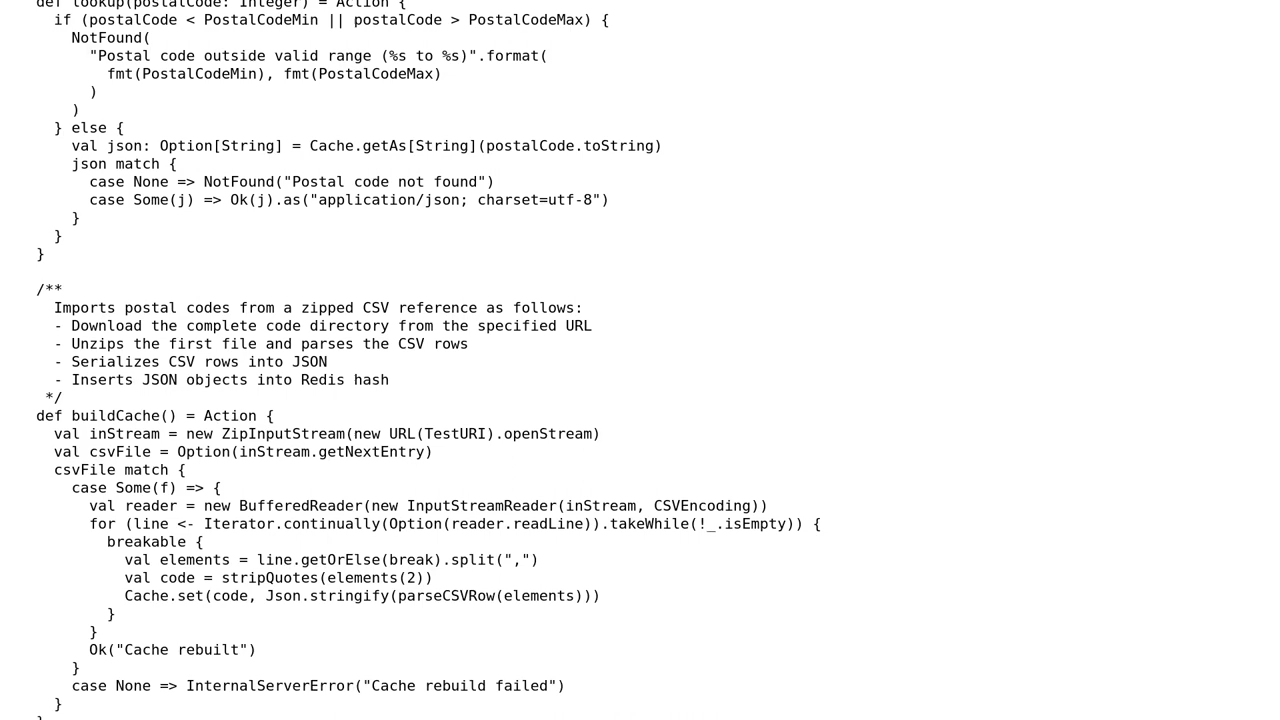 def lookup(postalCode: Integer) = Action {
if (postalCode < PostalCodeMin || postalCode > PostalCodeMax) {
NotFound(
"Postal code outside valid range (%s to %s)".format(
fmt(PostalCodeMin), fmt(PostalCodeMax)
)
)
} else {
val json: Option[String] = Cache.getAs[String](postalCode.toString)
json match {
case None => NotFound("Postal code not found")
case Some(j) => Ok(j).as("application/json; charset=utf-8")
}
}
}
/**
Imports postal codes from a zipped CSV reference as follows:
- Download the complete code directory from the specified URL
- Unzips the first file and parses the CSV rows
- Serializes CSV rows into JSON
- Inserts JSON objects into Redis hash
*/
def buildCache() = Action {
val inStream = new ZipInputStream(new URL(TestURI).openStream)
val csvFile = Option(inStream.getNextEntry)
csvFile match {
case Some(f) => {
val reader = new BufferedReader(new InputStreamReader(inStream, CSVEncoding))
for (line <- Iterator.continually(Option(reader.readLine)).takeWhile(!_.isEmpty)) {
breakable {
val elements = line.getOrElse(break).split(",")
val code = stripQuotes(elements(2))
Cache.set(code, Json.stringify(parseCSVRow(elements)))
}
}
Ok("Cache rebuilt")
}
case None => InternalServerError("Cache rebuild failed")
}
}